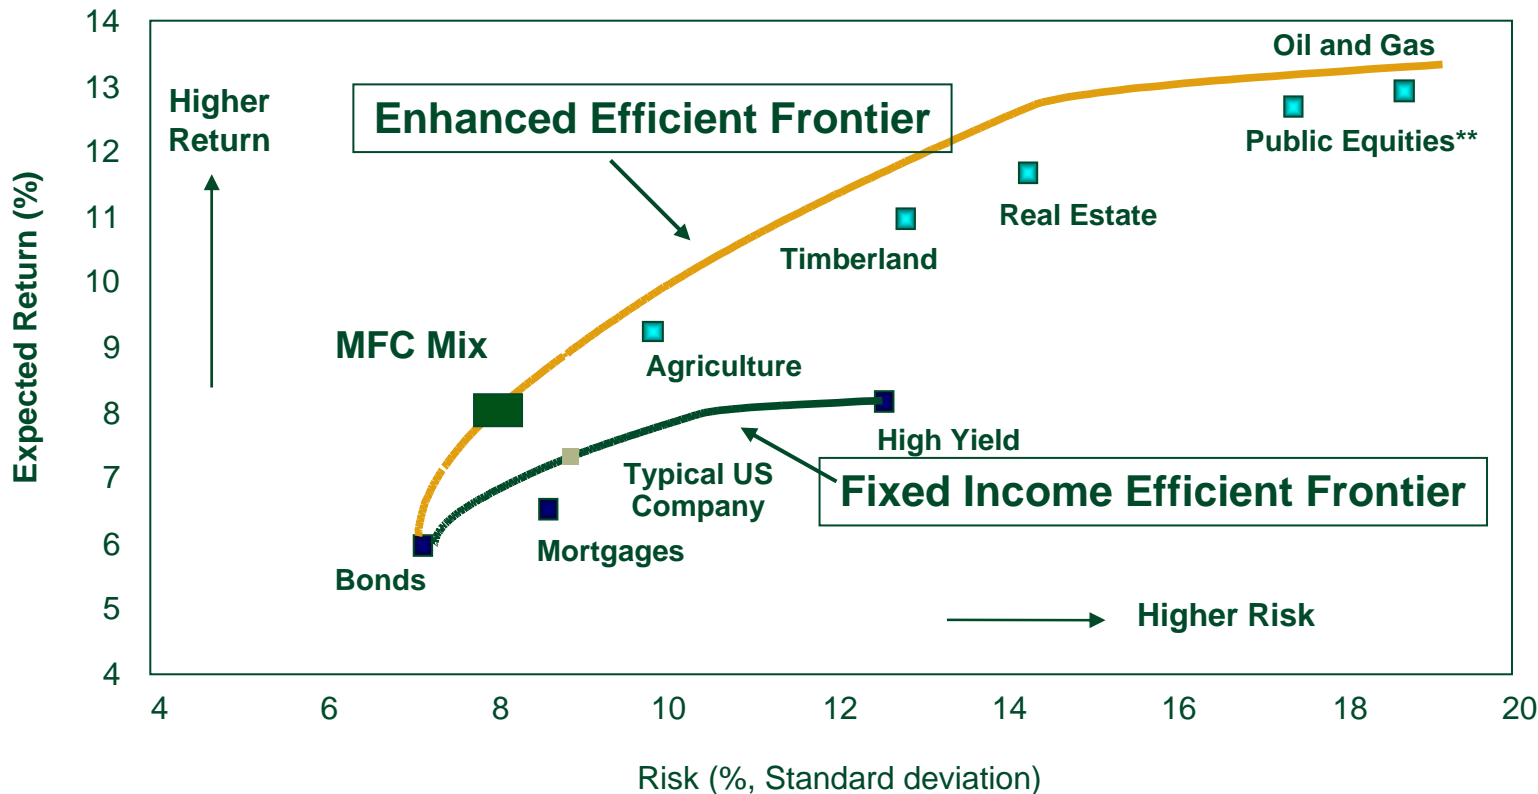 14
Oil and Gas
13
Higher
Return
Enhanced Efficient Frontier
12
Public Equities**
11
Real Estate
Timberland
10
Expected Return (%)
9
MFC Mix
Agriculture
8
High Yield
7
Typical US
Company
Fixed Income Efficient Frontier
6
Mortgages
Bonds
5
Higher Risk
4
4 6 8 10 12 14 16 18 20
Risk (%, Standard deviation)